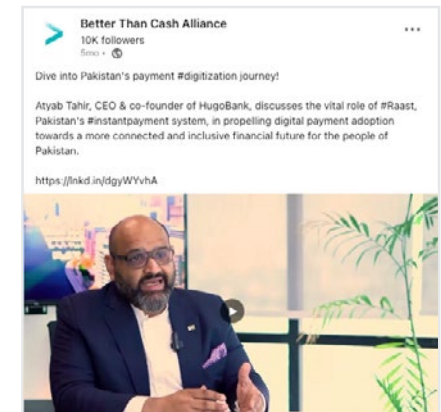 Better Than Cash Alliance
10K followers
5mo •
Dive into Pakistan's payment #digitization journey!
Atyab Tahir, CEO & co-founder of HugoBank, discusses the vital role of #Raast,
Pakistan's #instantpayment system, in propelling digital payment adoption
towards a more connected and inclusive financial future for the people of
Pakistan.
https://lnkd.in/dgyWYvhA